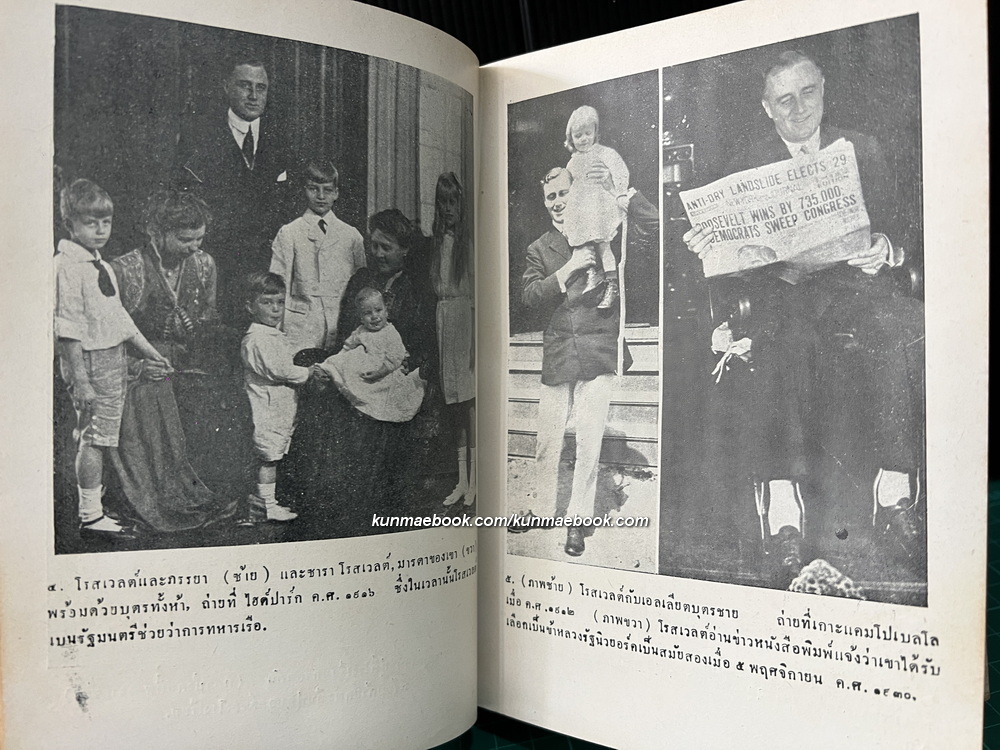 ๔. โรสเวลต์และภรรยา (ซ้าย) และซารา โรสเวลต์, มารดาของเขา (ขวา)
พร้อมด้วยบุตรทั้งห้า, ถ่ายที่ ไฮด์ปาร์ก ค.ศ. ๑๙๑๖ ซึ่งในเวลานั้นโรสเวลต์
เปนรัฐมนตรีช่วยว่าการทหารเรือ.
ANTI-DRY LANDSLIDE ELECTS 29
ROOSEVELT WINS BY 735,000:
DEMOCRATS SWEEP CONGRESS
kunmaebook.com/kunmaebook.com
๕. (ภาพซ้าย) โรสเวลต์กับเอลเลียตบุตรชาย ถ่ายที่เกาะแคมโปเบลโล
เมื่อ ค.ศ. ๑๙๑๒ (ภาพขวา) โรสเวลต์อ่านข่าวหนังสือพิมพ์แจ้งว่าเขาได้รับ
เลือกเป็นข้าหลวงรัฐนิวยอร์คเป็นสมัยสองเมื่อ ๕ พฤศจิกายน ค.ศ. ๑๙๓๐.